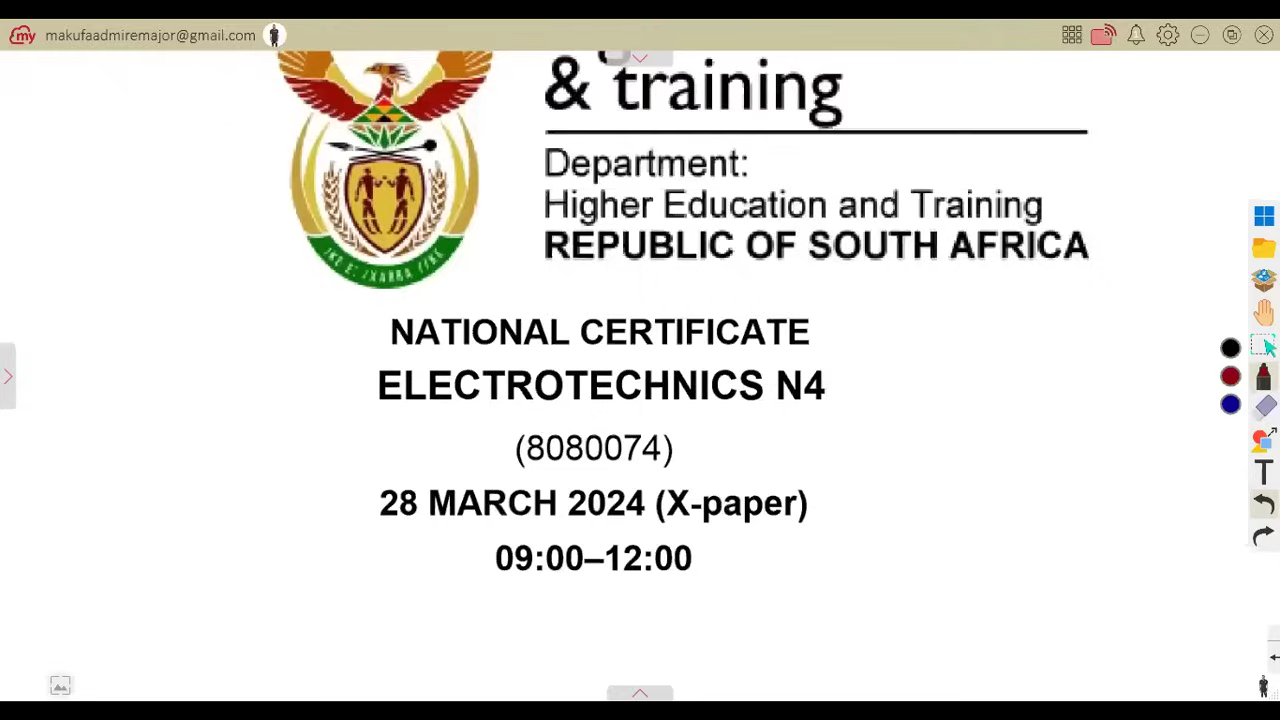 my makufaadmiremajor@gmail.com
& training
Department:
Higher Education and Training
REPUBLIC OF SOUTH AFRICA
NATIONAL CERTIFICATE
ELECTROTECHNICS N4
(8080074)
28 MARCH 2024 (X-paper)
09:00–12:00